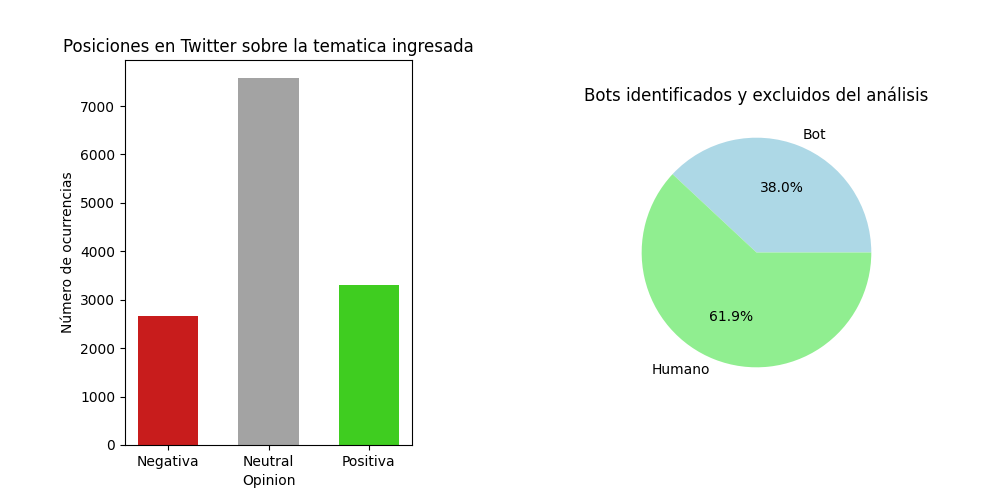 Posiciones en Twitter sobre la tematica ingresada
Número de ocurrencias
7000
6000
5000
4000
3000
2000
1000
0
Negativa
Neutral
Positiva
Opinion
Bots identificados y excluidos del análisis
Bot
38.0%
61.9%
Humano